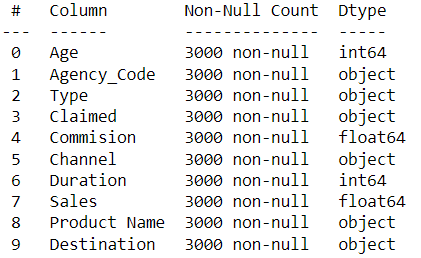 #   Column        Non-Null Count  Dtype
---  ------        --------------  -----
0   Age           3000 non-null   int64
1   Agency_Code   3000 non-null   object
2   Type          3000 non-null   object
3   Claimed       3000 non-null   object
4   Commision     3000 non-null   float64
5   Channel       3000 non-null   object
6   Duration      3000 non-null   int64
7   Sales         3000 non-null   float64
8   Product Name  3000 non-null   object
9   Destination   3000 non-null   object